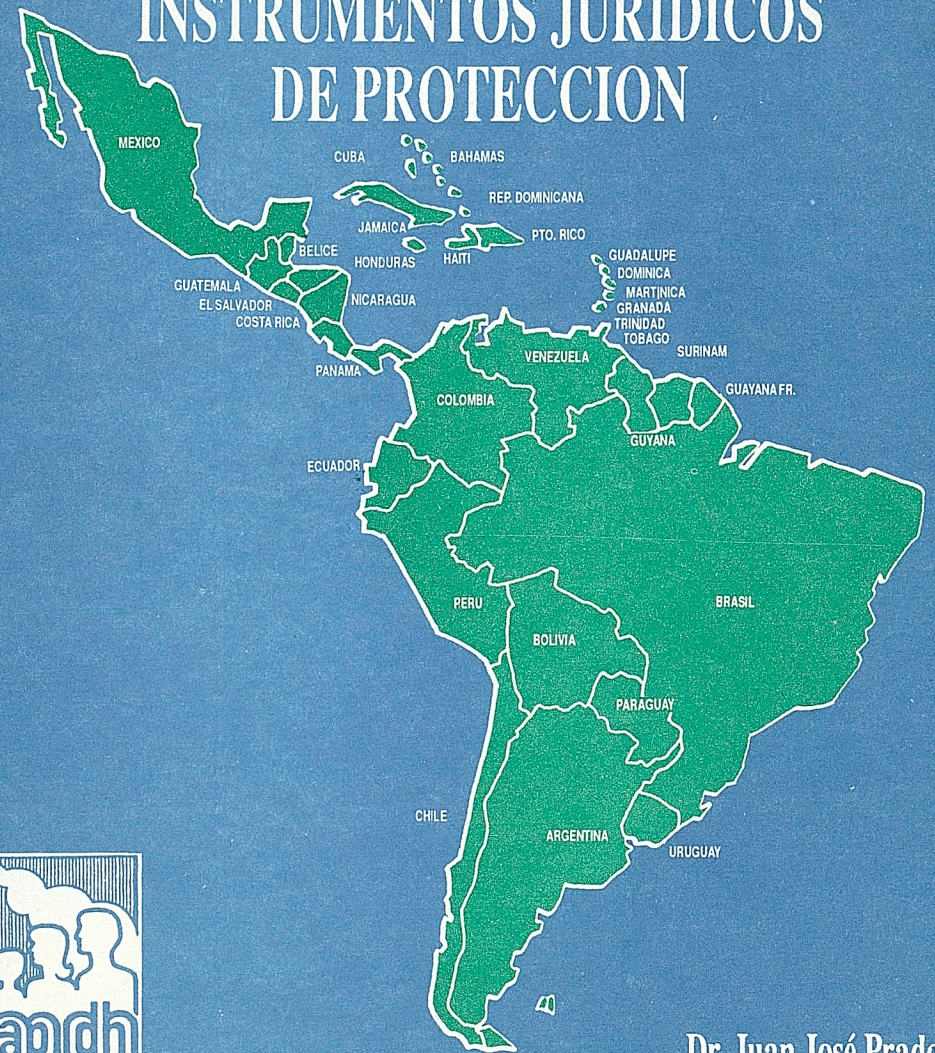 INSTRUMENTOS JURIDICOS
DE PROTECCION
MEXICO
CUBA
BAHAMAS
REP. DOMINICANA
JAMAICA
PTO. RICO
BELICE
HONDURAS
HAITI
GUADALUPE
DOMINICA
MARTINICA
GRANADA
TRINIDAD
TOBAGO
GUATEMALA
EL SALVADOR
NICARAGUA
COSTA RICA
PANAMA
VENEZUELA
SURINAM
GUAYANA FR.
COLOMBIA
GUYANA
ECUADOR
PERU
BRASIL
BOLIVIA
PARAGUAY
CHILE
ARGENTINA
URUGUAY
apdh
Dr. Juan José Prado